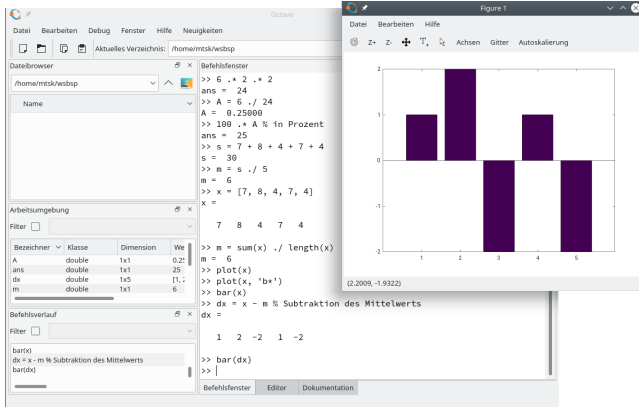 Octave
Datei Bearbeiten Debug Fenster Hilfe Neuigkeiten
Aktuelles Verzeichnis: /home/mtsk/wsbsp
Dateibrowser
/home/mtsk/wsbsp
Name
Arbeitsumgebung
Filter
Bezeichner Klasse Dimension We
A double 1x1 0.25
ans double 1x1 25
dx double 1x5 [1, 2
m double 1x1 6
Befehlsverlauf
Filter
bar(x)
dx = x - m % Subtraktion des Mittelwerts
bar(dx)
Befehlsfenster
>> 6 .* 2 .* 2
ans = 24
>> A = 6 ./ 24
A = 0.25000
>> 100 .* A % in Prozent
ans = 25
>> s = 7 + 8 + 4 + 7 + 4
s = 30
>> m = s ./ 5
m = 6
>> x = [7, 8, 4, 7, 4]
x =
7 8 4 7 4
>> m = sum(x) ./ length(x)
m = 6
>> plot(x)
>> plot(x, 'b*')
>> bar(x)
>> dx = x - m % Subtraktion des Mittelwerts
dx =
1 2 -2 1 -2
>> bar(dx)
>>
Befehlsfenster Editor Dokumentation
Figure 1
Datei Bearbeiten Hilfe
Z+ Z- T Achsen Gitter Autoskalierung
2
1
0
-1
-2
1 2 3 4 5
(2.2009, -1.9322)